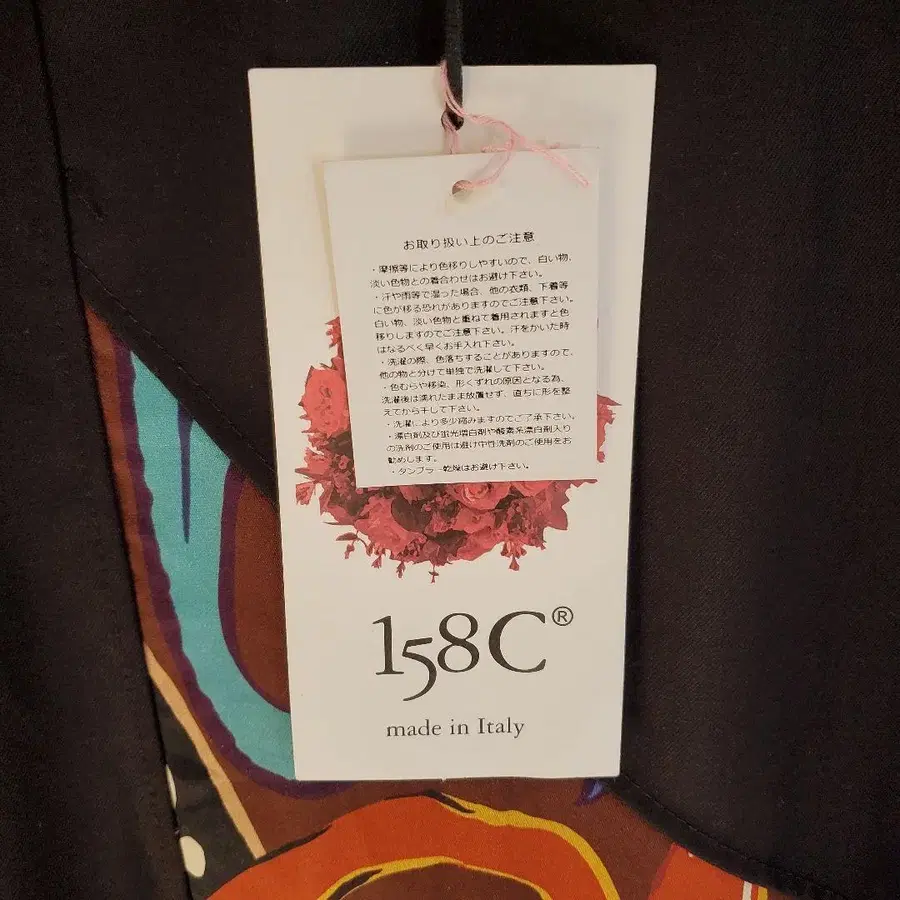 お取り扱い上のご注意
・摩擦等により色移りしやすいので、白い物、
淡い色物との着合わせはお避け下さい。
・汗や雨等で湿った場合、他の衣類、下着等
に色が移る恐れがありますのでご注意下さい。
白い物、淡い色物と重ねて着用されますと色
移りしますのでご注意下さい。汗をかいた時
はなるべく早くお手入れ下さい。
・洗濯の際、色落ちすることがありますので、
他の物と分けて単独で洗濯して下さい。
・色むらや移染、形くずれの原因となる為、
洗濯後は濡れたまま放置せず、直ちに形を整
えてから干して下さい。
・洗濯により多少縮みますのでご了承下さい。
・漂白剤及び蛍光増白剤や酸素系漂白剤入り
の洗剤のご使用は避け中性洗剤のご使用をお
勧めします。
・タンブラー乾燥はお避け下さい。
158C®
made in Italy